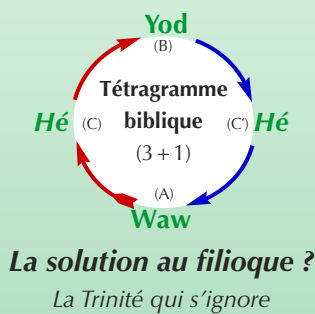 Yod
(B)
Tétragramme
Hé (C) biblique (C’) Hé
(3 + 1)
(A)
Waw
La solution au filioque ?
La Trinité qui s’ignore